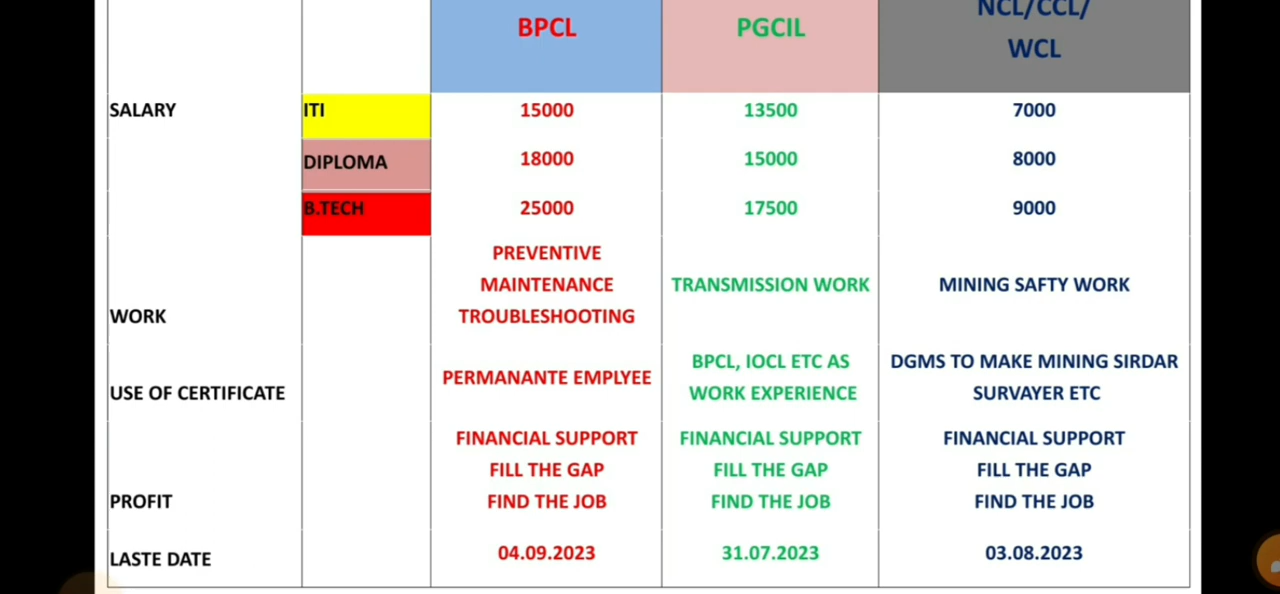 BPCL PGCIL NCL/CCL/
WCL
SALARY ITI 15000 13500 7000
DIPLOMA 18000 15000 8000
B.TECH 25000 17500 9000
PREVENTIVE
MAINTENANCE TRANSMISSION WORK MINING SAFTY WORK
WORK TROUBLESHOOTING
BPCL, IOCL ETC AS DGMS TO MAKE MINING SIRDAR
PERMANANTE EMPLYEE
USE OF CERTIFICATE WORK EXPERIENCE SURVAYER ETC
FINANCIAL SUPPORT FINANCIAL SUPPORT FINANCIAL SUPPORT
FILL THE GAP FILL THE GAP FILL THE GAP
PROFIT FIND THE JOB FIND THE JOB FIND THE JOB
LASTE DATE 04.09.2023 31.07.2023 03.08.2023